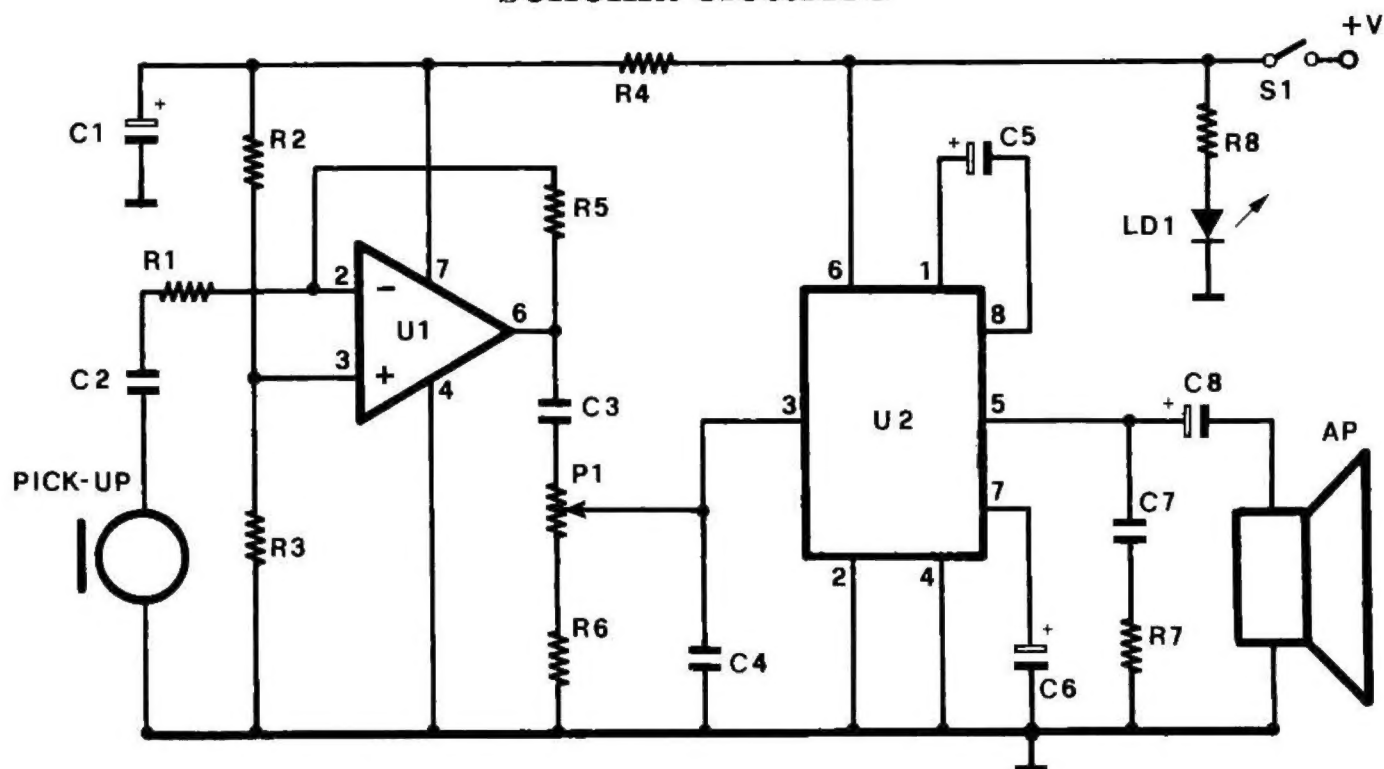 +V
S1
R4
C1
+
R2
R8
+
C5
R5
LD1
R1
2
−
7
U1
6
3
+
4
6
1
8
C2
C3
3
U2
5
+
C8
AP
PICK-UP
P1
7
C7
R3
2
4
R6
C4
+
C6
R7